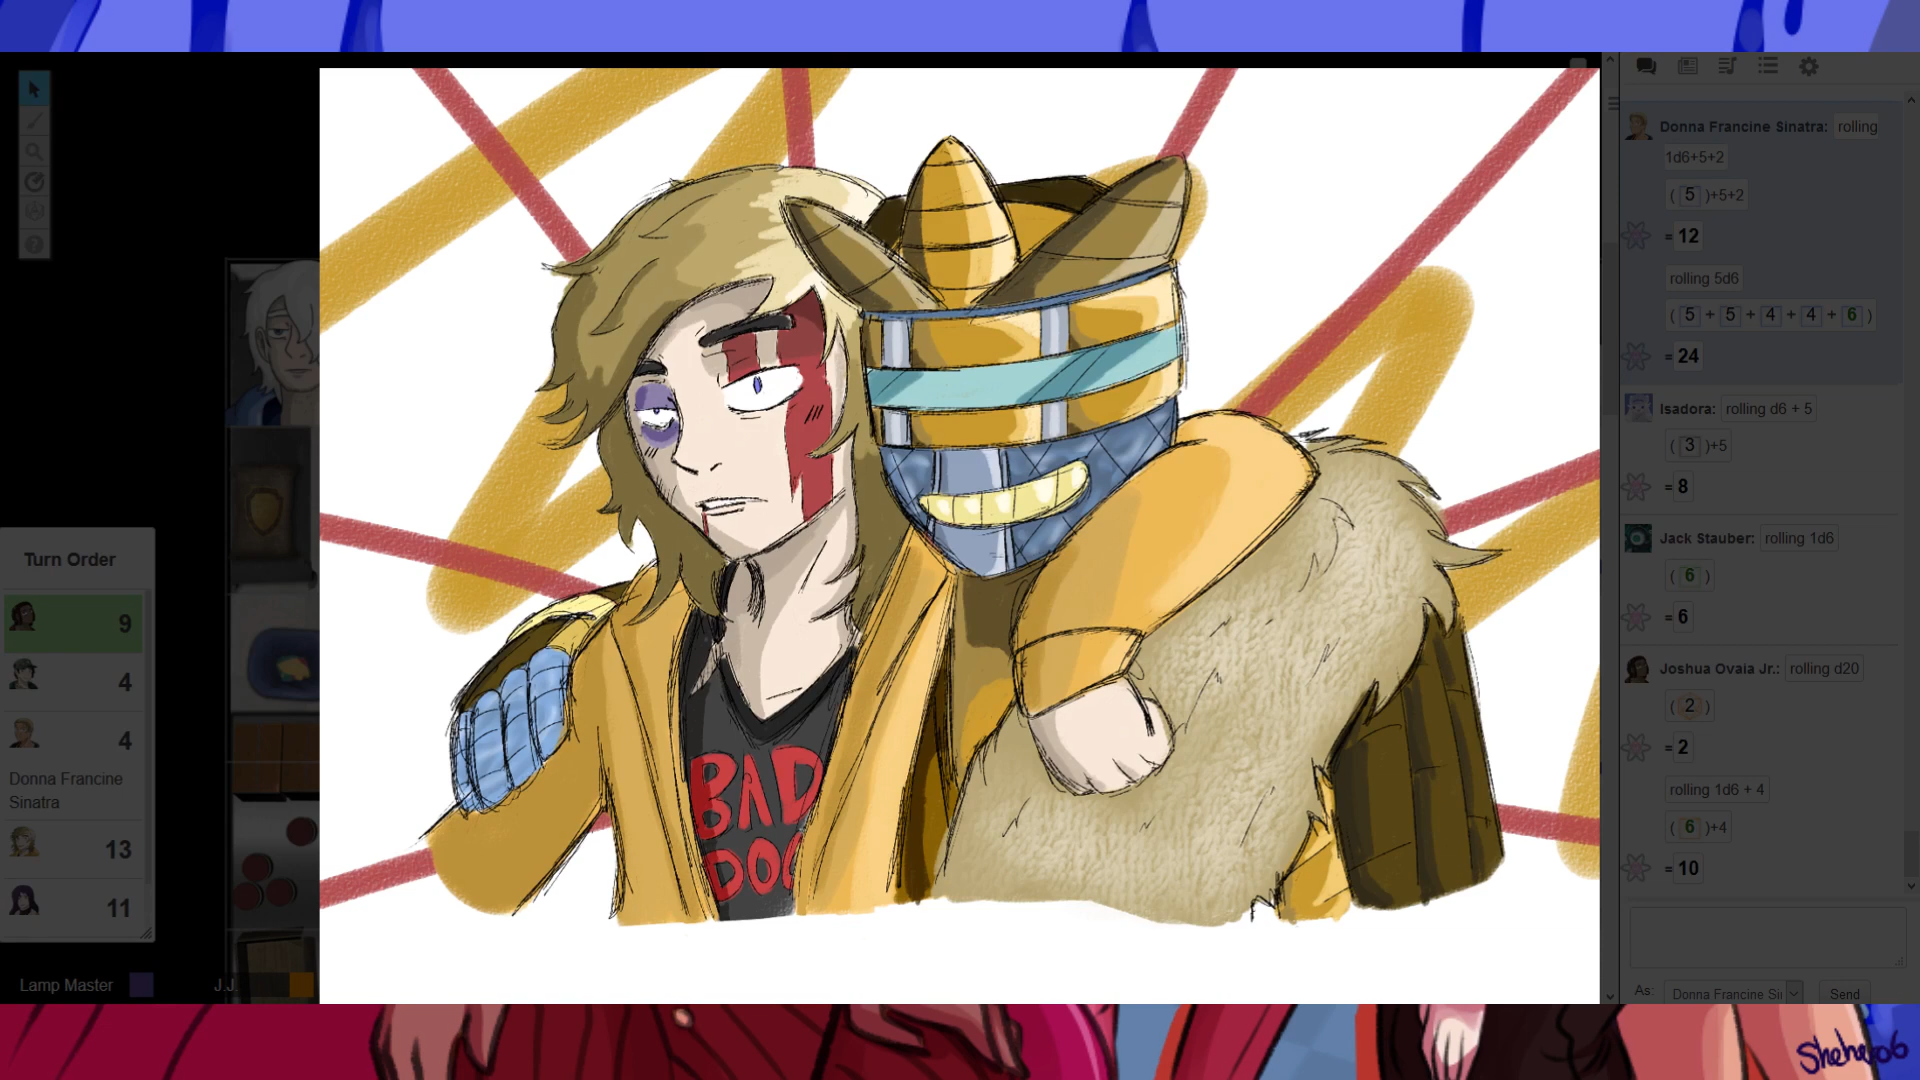 Turn Order
9
4
4
Donna Francine
Sinatra
13
11
Lamp Master
J.J.
BAD
DOG
Donna Francine Sinatra: rolling
1d6+5+2
( 5 )+5+2
= 12
rolling 5d6
( 5 + 5 + 4 + 4 + 6 )
= 24
Isadora: rolling d6 + 5
( 3 )+5
= 8
Jack Stauber: rolling 1d6
( 6 )
= 6
Joshua Ovaia Jr.: rolling d20
( 2 )
= 2
rolling 1d6 + 4
( 6 )+4
= 10
As: Donna Francine Si Send